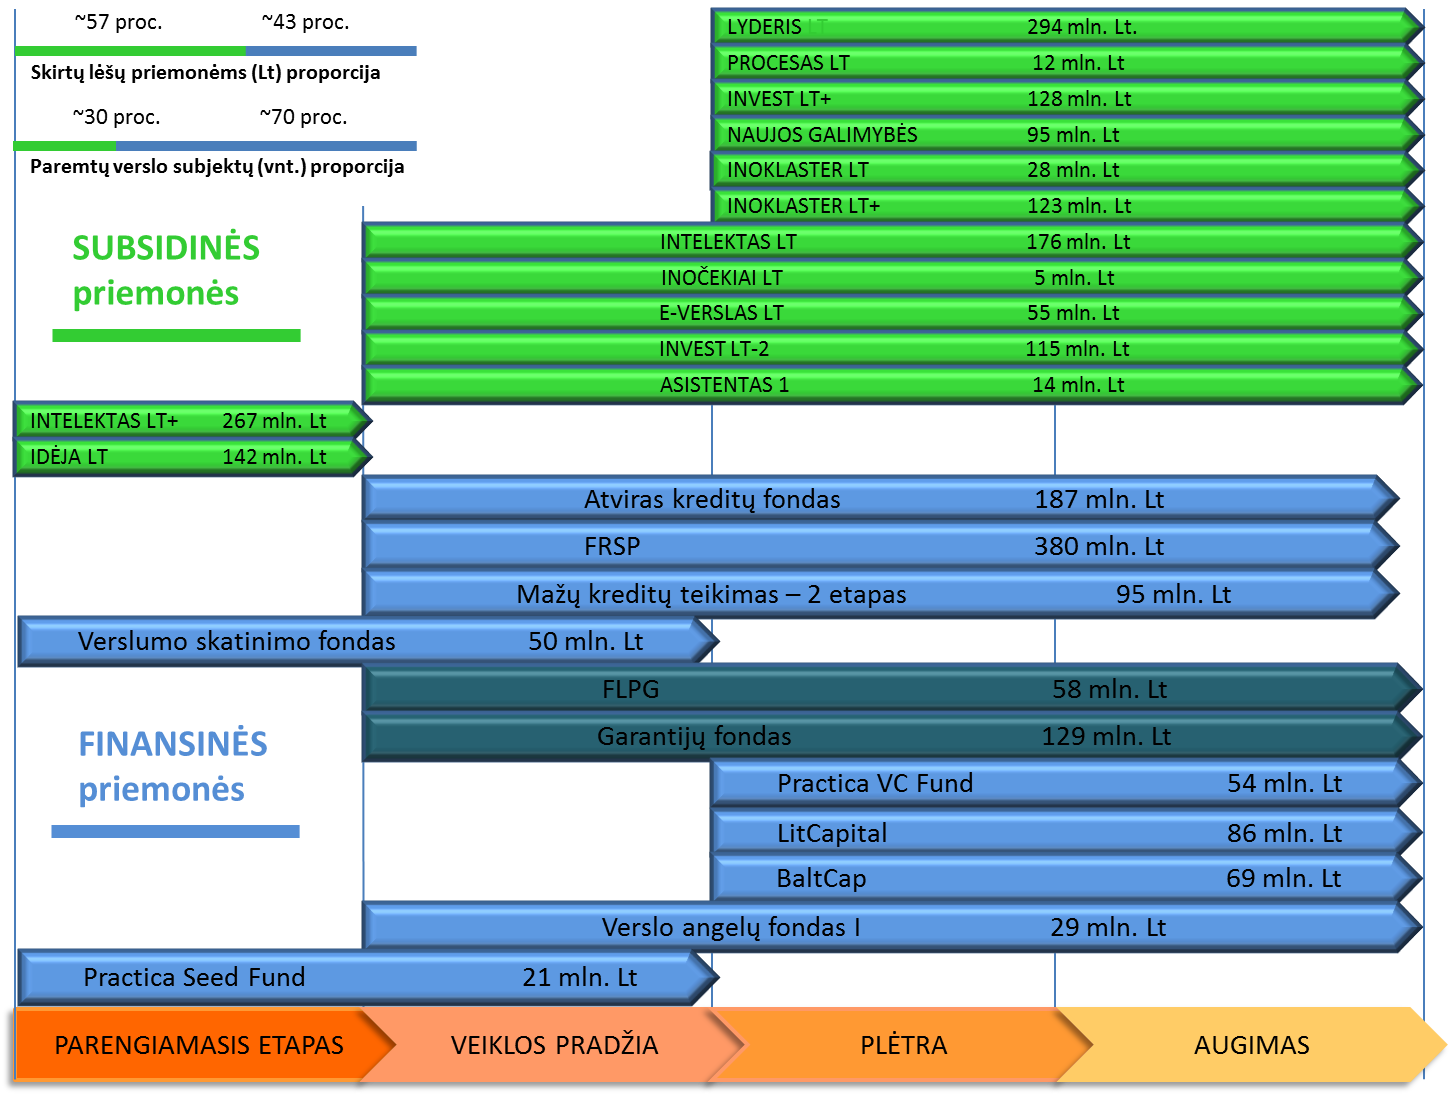 ~57 proc. ~43 proc.
Skirtų lėšų priemonėms (Lt) proporcija
~30 proc. ~70 proc.
Paremtų verslo subjektų (vnt.) proporcija
LYDERIS LT 294 mln. Lt.
PROCESAS LT 12 mln. Lt
INVEST LT+ 128 mln. Lt
NAUJOS GALIMYBĖS 95 mln. Lt
INOKLASTER LT 28 mln. Lt
INOKLASTER LT+ 123 mln. Lt
SUBSIDINĖS
priemonės
INTELEKTAS LT 176 mln. Lt
INOČEKIAI LT 5 mln. Lt
E-VERSLAS LT 55 mln. Lt
INVEST LT-2 115 mln. Lt
ASISTENTAS 1 14 mln. Lt
INTELEKTAS LT+ 267 mln. Lt
IDĖJA LT 142 mln. Lt
Atviras kreditų fondas 187 mln. Lt
FRSP 380 mln. Lt
Mažų kreditų teikimas – 2 etapas 95 mln. Lt
Verslumo skatinimo fondas 50 mln. Lt
FLPG 58 mln. Lt
Garantijų fondas 129 mln. Lt
FINANSINĖS
priemonės
Practica VC Fund 54 mln. Lt
LitCapital 86 mln. Lt
BaltCap 69 mln. Lt
Verslo angelų fondas I 29 mln. Lt
Practica Seed Fund 21 mln. Lt
PARENGIAMASIS ETAPAS VEIKLOS PRADŽIA PLĖTRA AUGIMAS